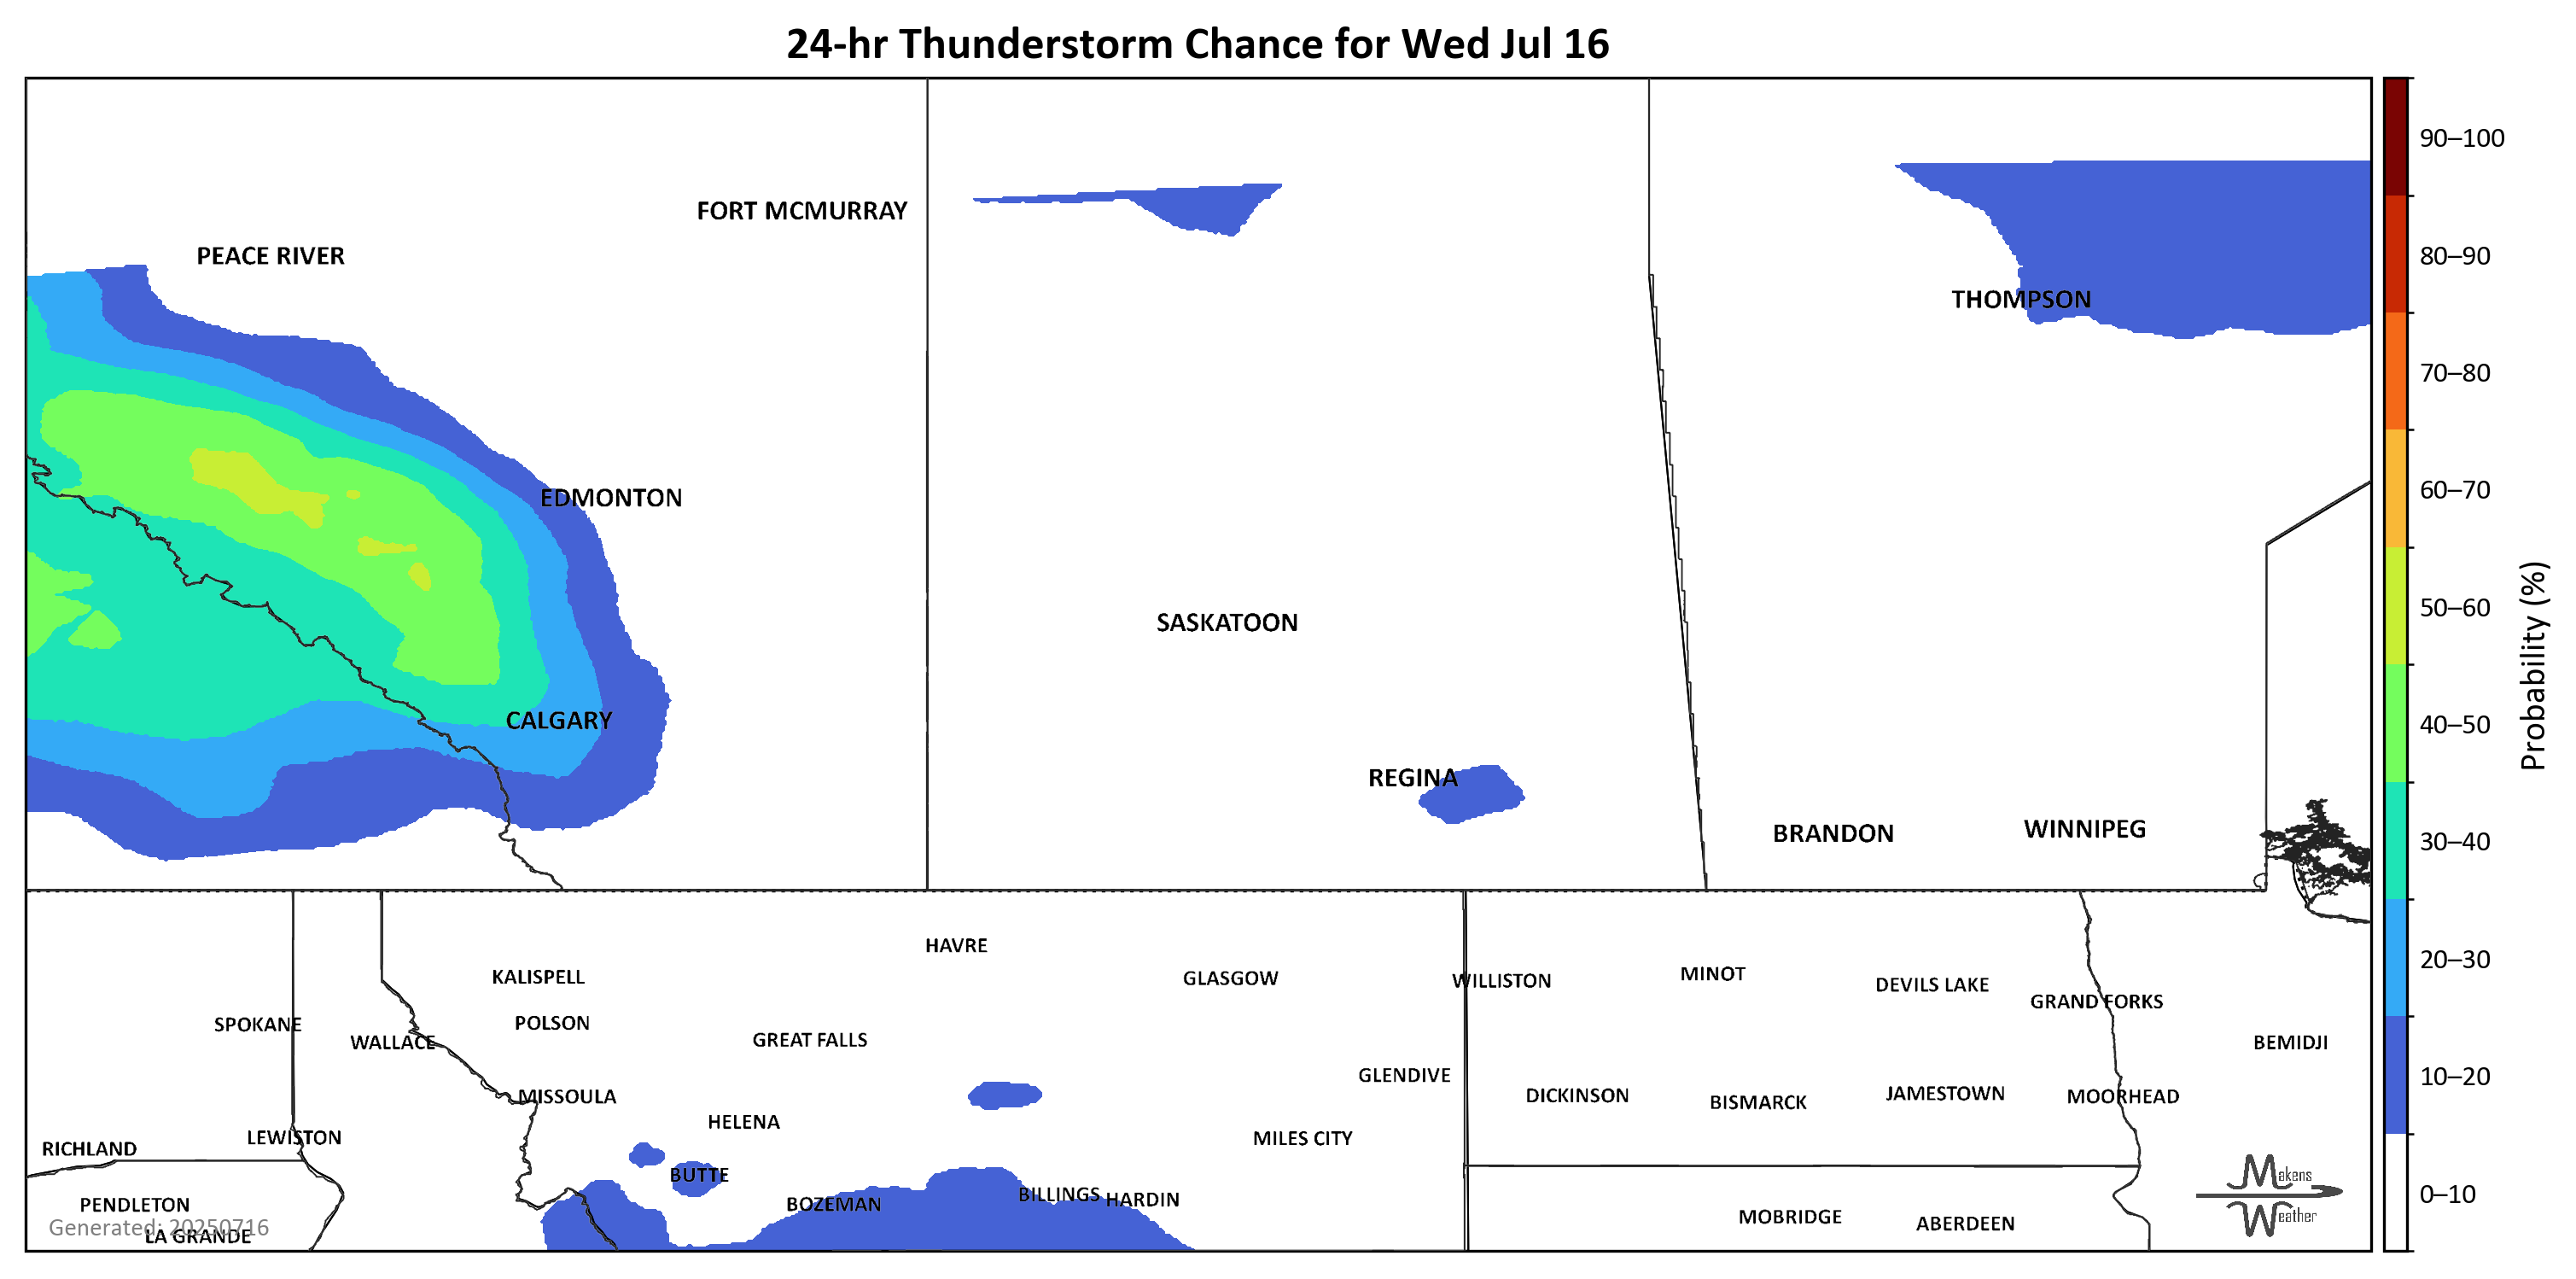 24-hr Thunderstorm Chance for Wed Jul 16
90–100
FORT MCMURRAY
PEACE RIVER
80–90
THOMPSON
70–80
60–70
EDMONTON
50–60
SASKATOON
Probability (%)
CALGARY
40–50
REGINA
BRANDON
WINNIPEG
30–40
HAVRE
20–30
KALISPELL
GLASGOW
WILLISTON
MINOT
DEVILS LAKE
GRAND FORKS
SPOKANE
POLSON
WALLACE
GREAT FALLS
BEMIDJI
GLENDIVE
10–20
MISSOULA
DICKINSON
BISMARCK
JAMESTOWN
MOORHEAD
HELENA
LEWISTON
MILES CITY
RICHLAND
BUTTE
Makens
BILLINGS
HARDIN
0–10
PENDLETON
BOZEMAN
MOBRIDGE
ABERDEEN
Weather
Generated: 20250716
LA GRANDE